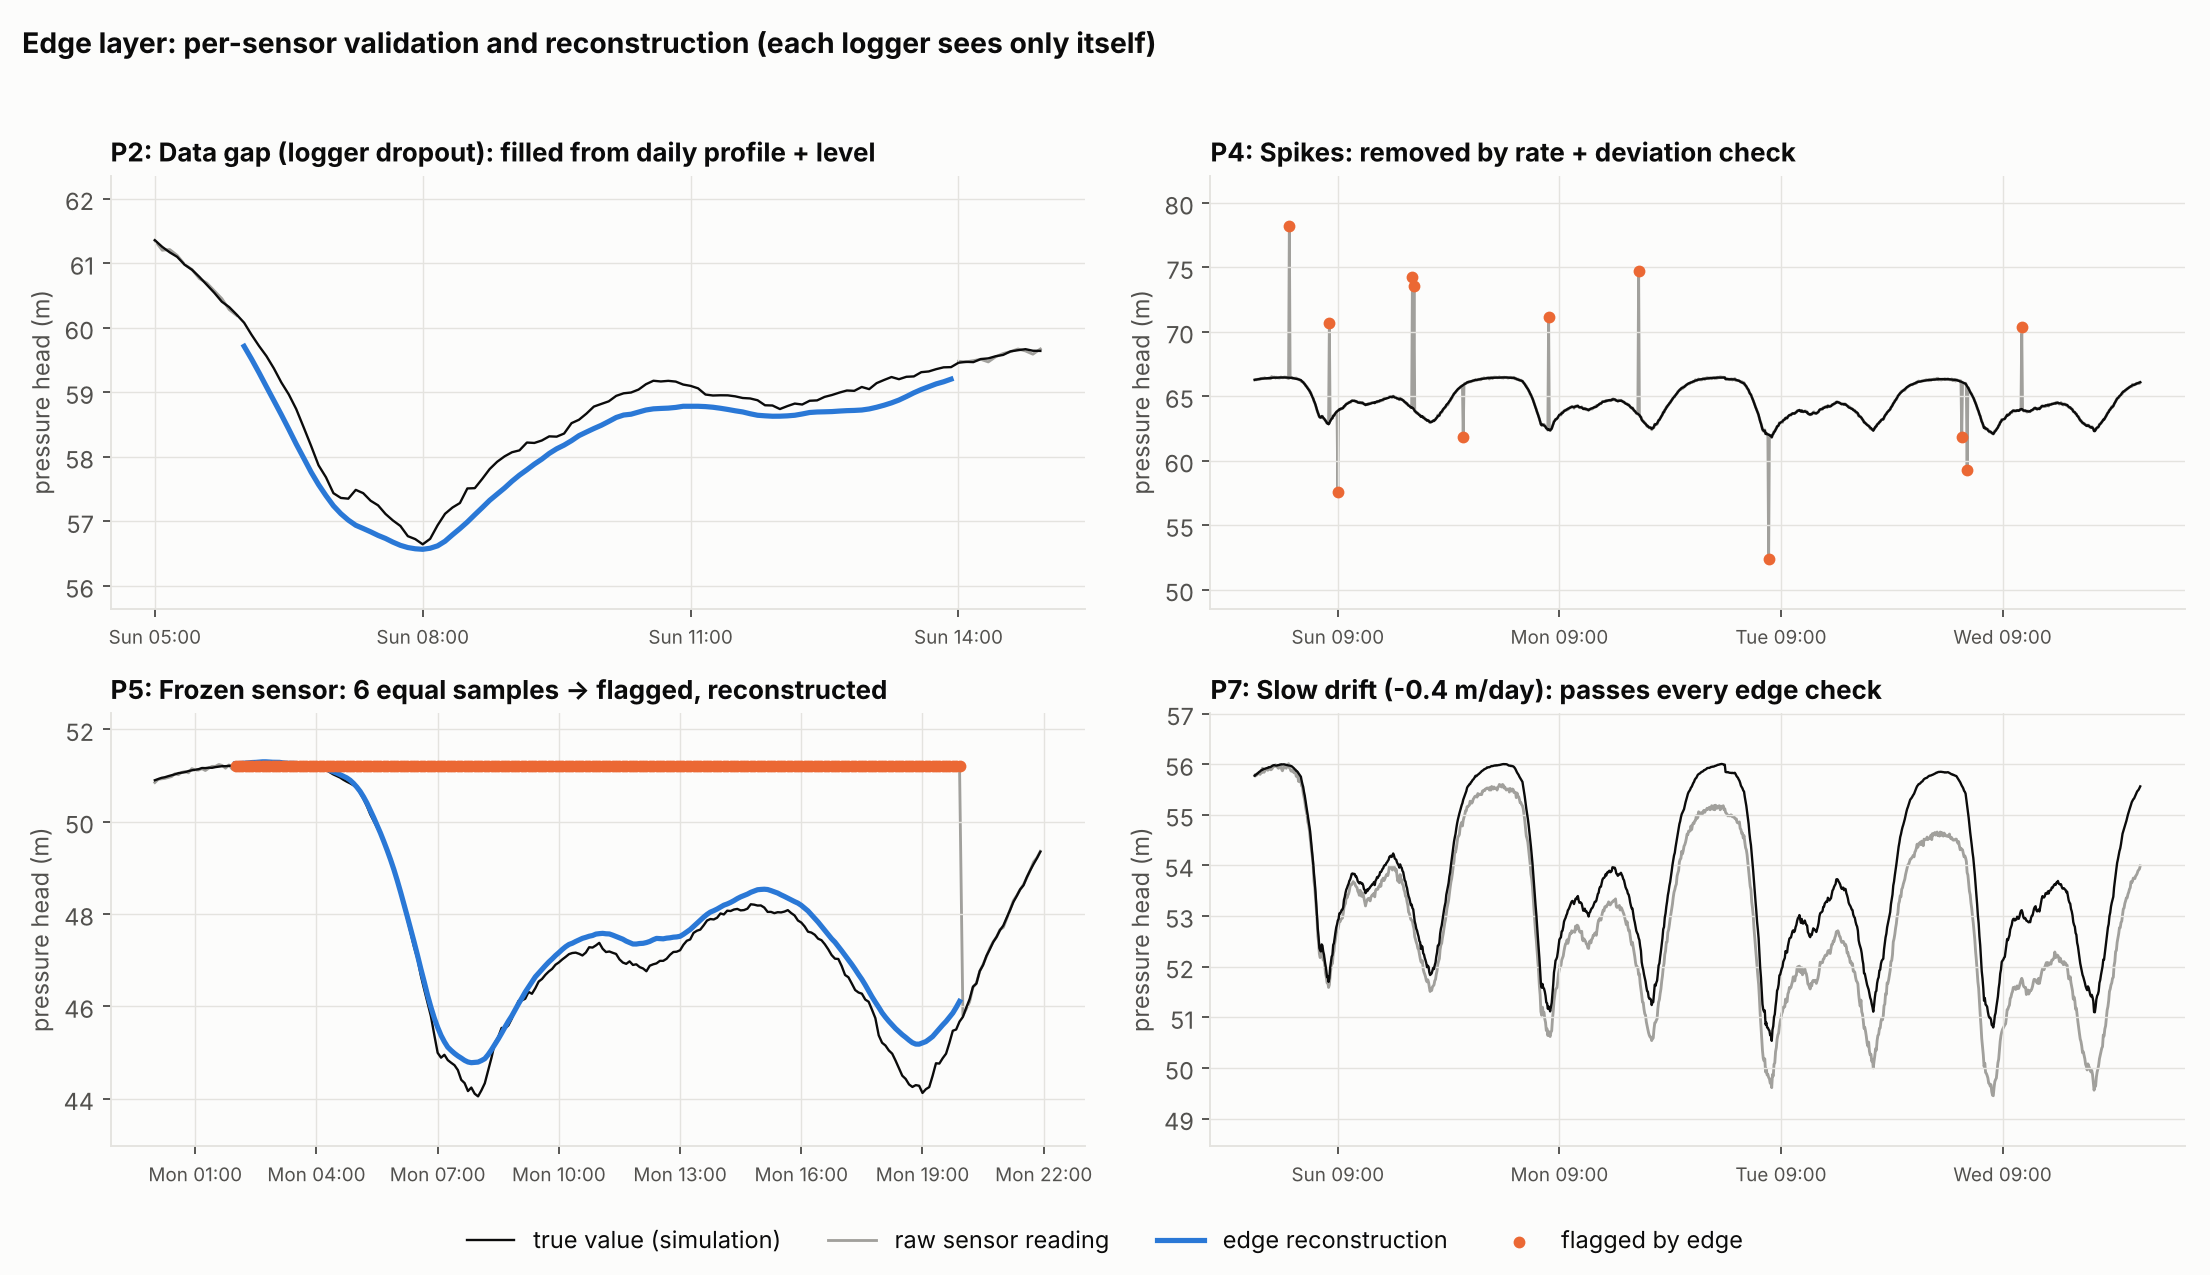 Edge layer: per-sensor validation and reconstruction (each logger sees only itself)
P2: Data gap (logger dropout): filled from daily profile + level
62
61
60
59
58
57
56
pressure head (m)
Sun 05:00 Sun 08:00 Sun 11:00 Sun 14:00
P4: Spikes: removed by rate + deviation check
80
75
70
65
60
55
50
pressure head (m)
Sun 09:00 Mon 09:00 Tue 09:00 Wed 09:00
P5: Frozen sensor: 6 equal samples → flagged, reconstructed
52
50
48
46
44
pressure head (m)
Mon 01:00 Mon 04:00 Mon 07:00 Mon 10:00 Mon 13:00 Mon 16:00 Mon 19:00 Mon 22:00
P7: Slow drift (-0.4 m/day): passes every edge check
57
56
55
54
53
52
51
50
49
pressure head (m)
Sun 09:00 Mon 09:00 Tue 09:00 Wed 09:00
true value (simulation) raw sensor reading edge reconstruction flagged by edge